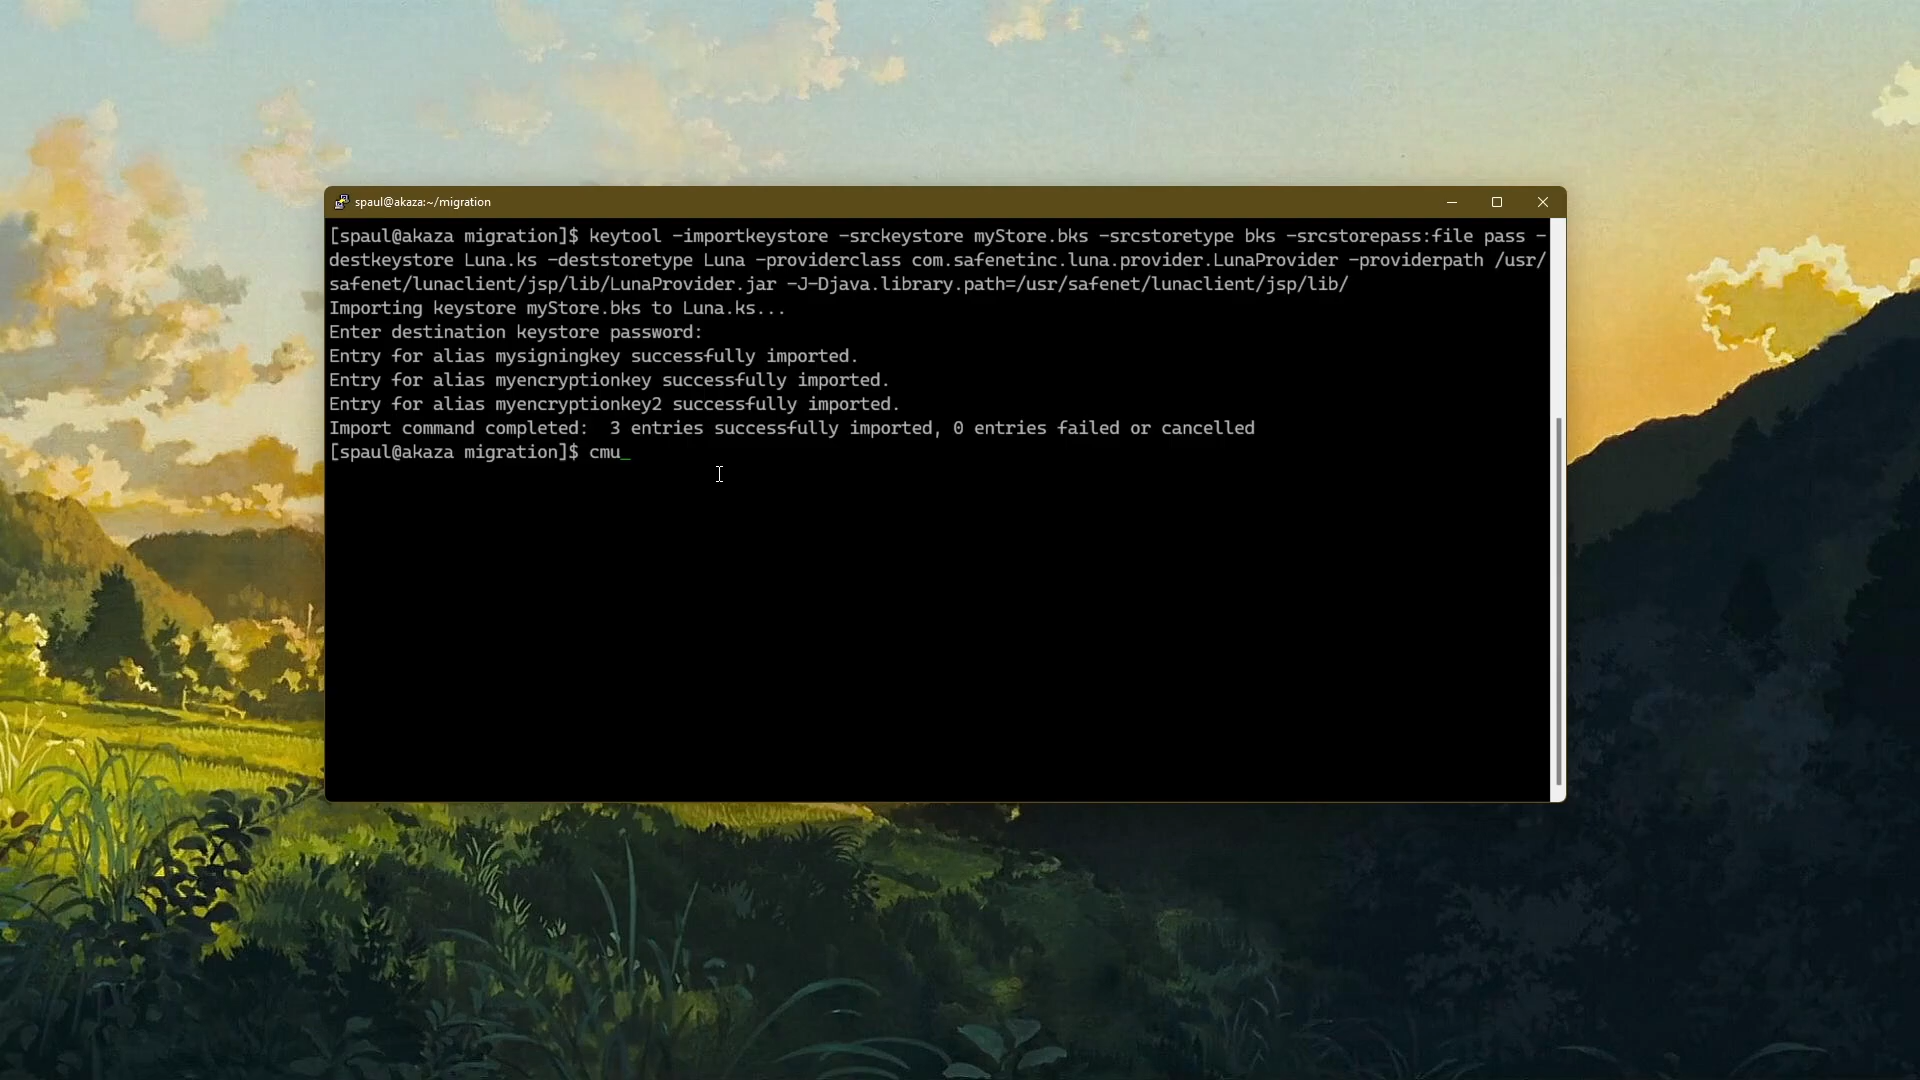 spaul@akaza:~/migration
[spaul@akaza migration]$ keytool -importkeystore -srckeystore myStore.bks -srcstoretype bks -srcstorepass:file pass -
destkeystore Luna.ks -deststoretype Luna -providerclass com.safenetinc.luna.provider.LunaProvider -providerpath /usr/
safenet/lunaclient/jsp/lib/LunaProvider.jar -J-Djava.library.path=/usr/safenet/lunaclient/jsp/lib/
Importing keystore myStore.bks to Luna.ks...
Enter destination keystore password:
Entry for alias mysigningkey successfully imported.
Entry for alias myencryptionkey successfully imported.
Entry for alias myencryptionkey2 successfully imported.
Import command completed:  3 entries successfully imported, 0 entries failed or cancelled
[spaul@akaza migration]$ cmu_